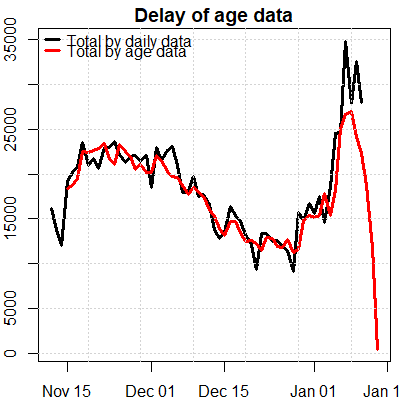 Delay of age data
Total by daily data
Total by age data
35000
25000
15000
5000
0
Nov 15 Dec 01 Dec 15 Jan 01 Jan 1